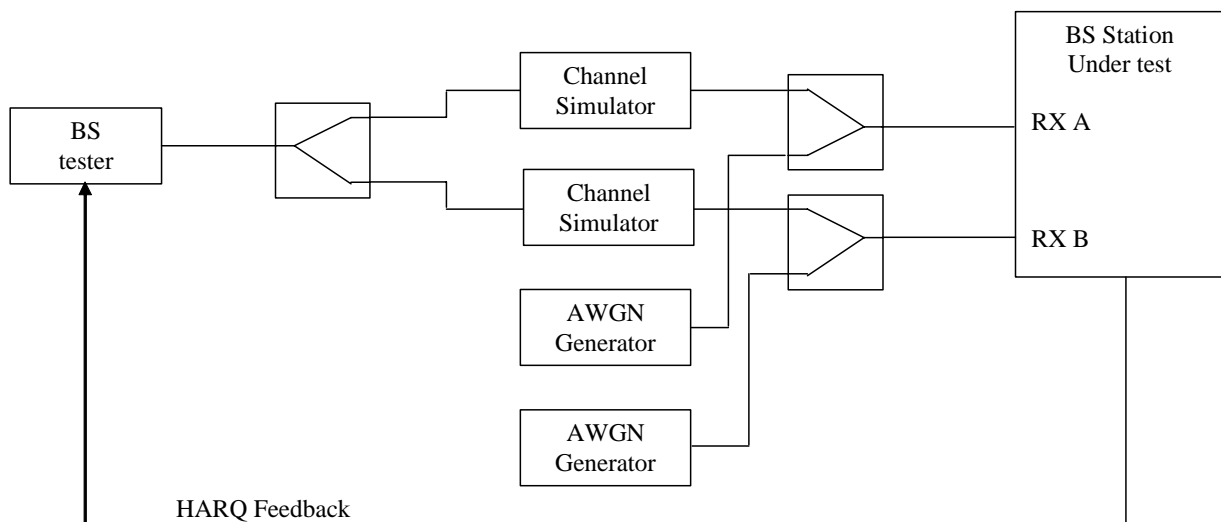 BS
tester
Channel
Simulator
Channel
Simulator
AWGN
Generator
AWGN
Generator
BS Station
Under test
RX A
RX B
HARQ Feedback